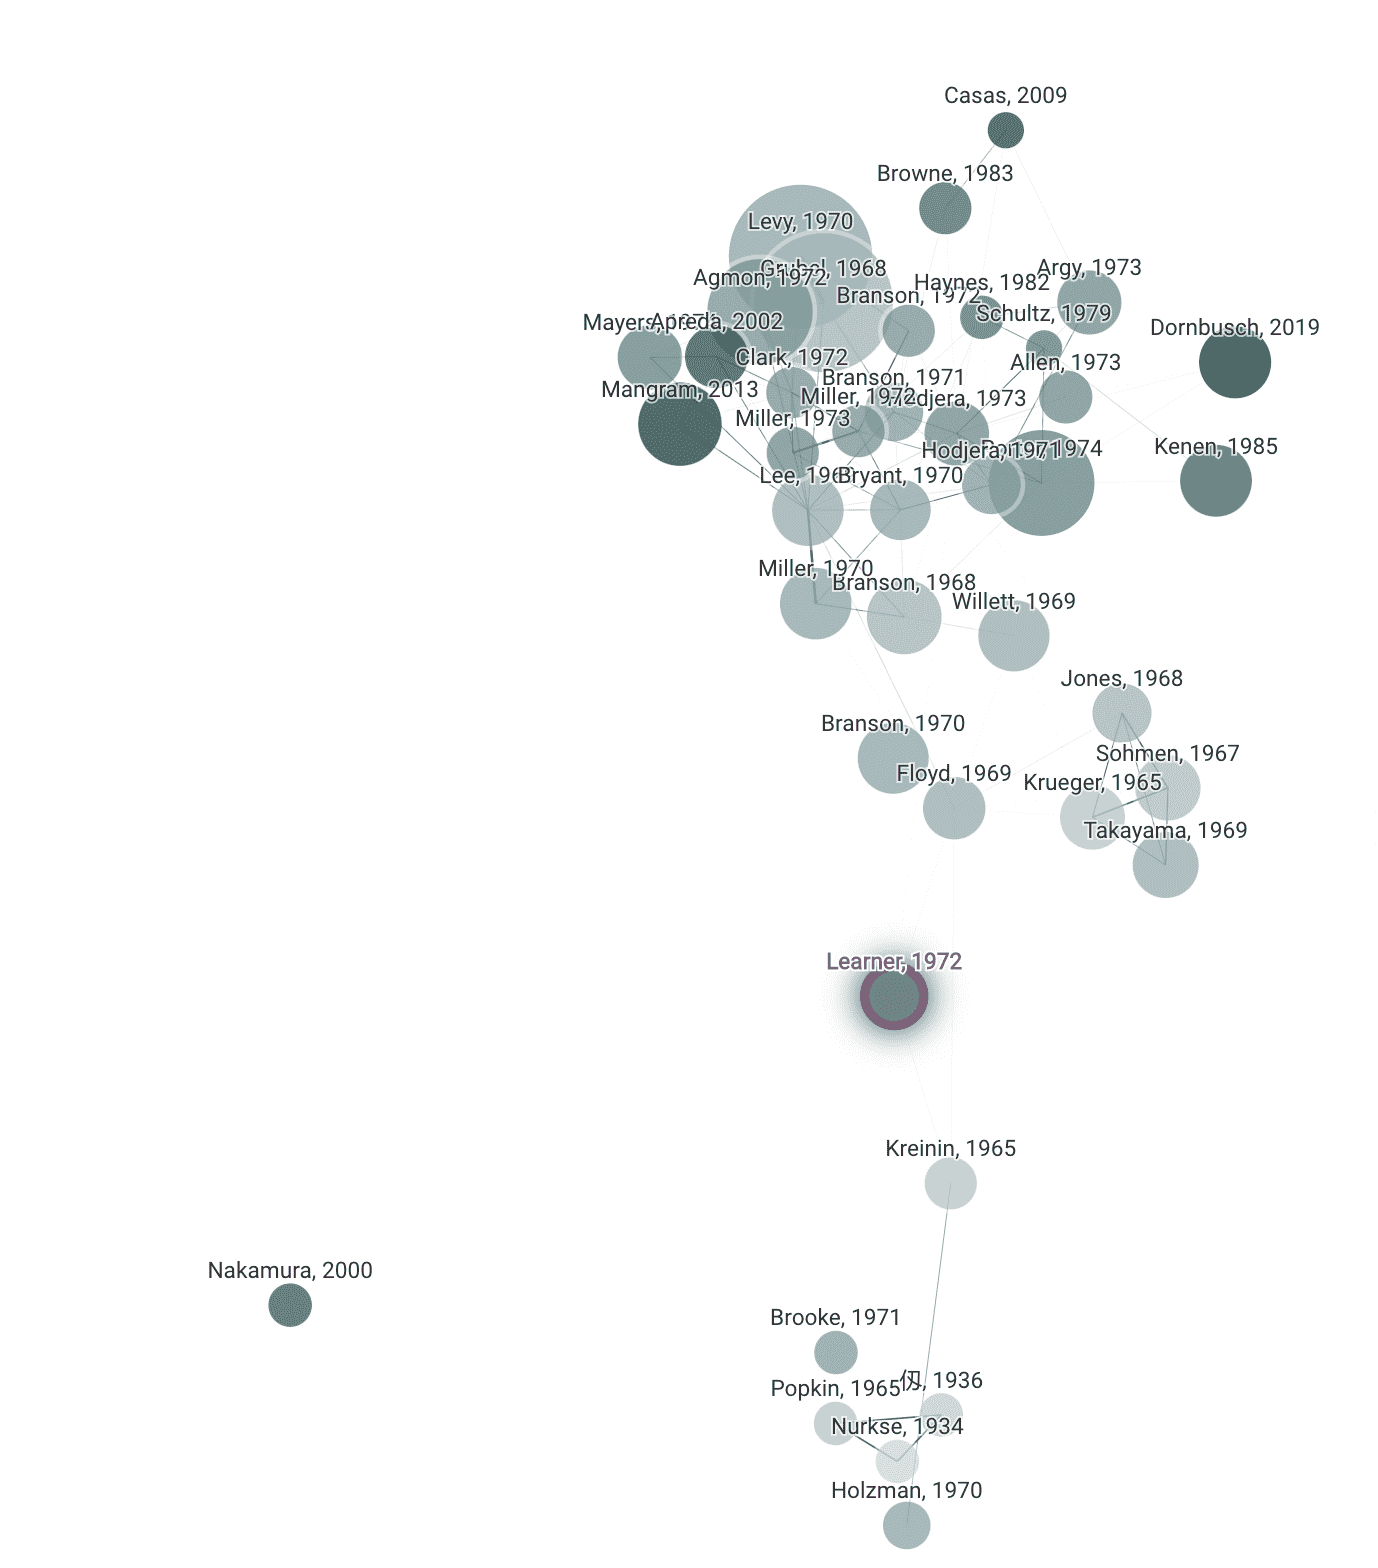 Casas, 2009
Browne, 1983
Levy, 1970
Argy, 1973
Grubel, 1968
Agmon, 1972
Haynes, 1982
Branson, 1972
Schultz, 1979
Mayers,
Apreda, 2002
Dornbusch, 2019
Clark, 1972
Allen, 1973
Branson, 1971
Mangram, 2013
Miller, 1972
Hodjera, 1973
Miller, 1973
Hodjera, 1971
1974
Kenen, 1985
Lee, 196
Bryant, 1970
Miller, 1970
Branson, 1968
Willett, 1969
Jones, 1968
Branson, 1970
Sohmen, 1967
Floyd, 1969
Krueger, 1965
Takayama, 1969
Learner, 1972
Kreinin, 1965
Nakamura, 2000
Brooke, 1971
仭, 1936
Popkin, 1965
Nurkse, 1934
Holzman, 1970